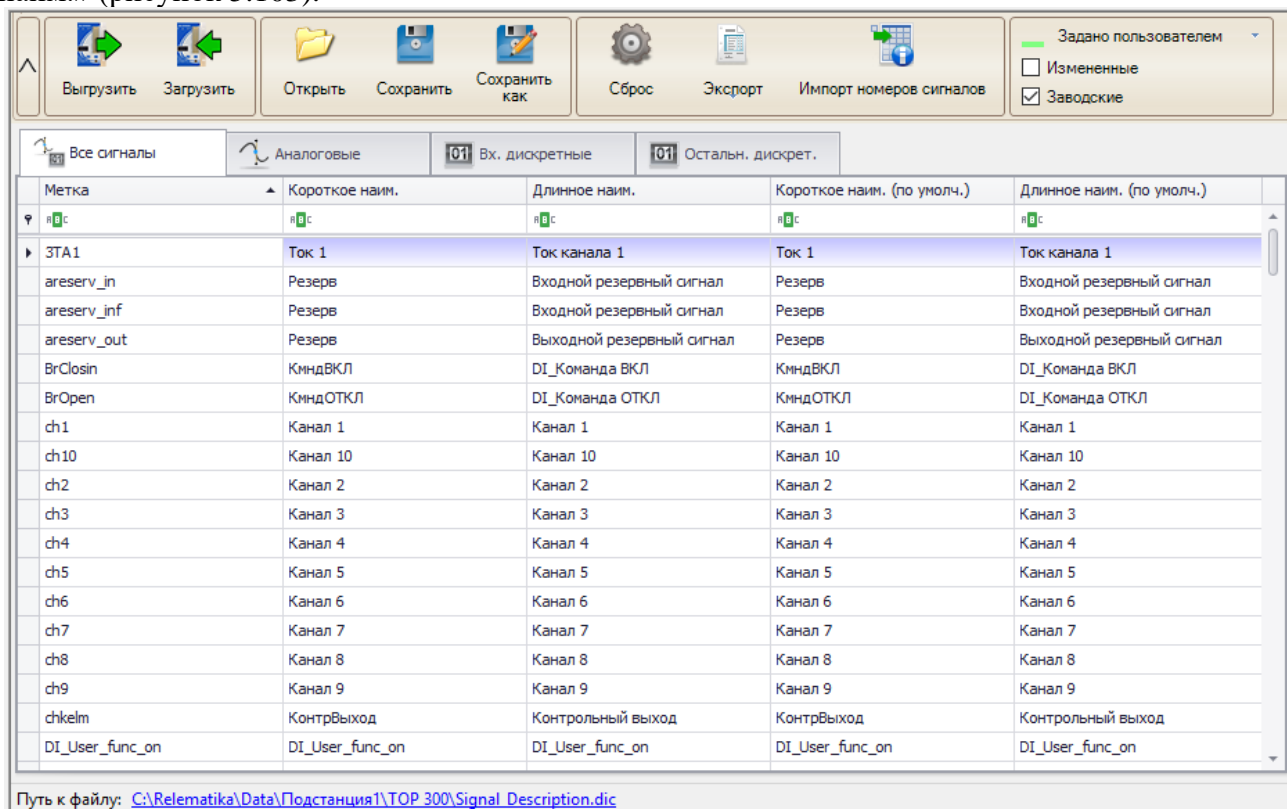 (рисунок 3.103).
Выгрузить Загрузить Открыть Сохранить Сохранить как Сброс Экспорт Импорт номеров сигналов
Задано пользователем
Измененные
Заводские
Все сигналы Аналоговые Вх. дискретные Остальн. дискрет.
Метка Короткое наим. Длинное наим. Короткое наим. (по умолч.) Длинное наим. (по умолч.)
3TA1 Ток 1 Ток канала 1 Ток 1 Ток канала 1
areserv_in Резерв Входной резервный сигнал Резерв Входной резервный сигнал
areserv_inf Резерв Входной резервный сигнал Резерв Входной резервный сигнал
areserv_out Резерв Выходной резервный сигнал Резерв Выходной резервный сигнал
BrClosin КмндВКЛ DI_Команда ВКЛ КмндВКЛ DI_Команда ВКЛ
BrOpen КмндОТКЛ DI_Команда ОТКЛ КмндОТКЛ DI_Команда ОТКЛ
ch1 Канал 1 Канал 1 Канал 1 Канал 1
ch10 Канал 10 Канал 10 Канал 10 Канал 10
ch2 Канал 2 Канал 2 Канал 2 Канал 2
ch3 Канал 3 Канал 3 Канал 3 Канал 3
ch4 Канал 4 Канал 4 Канал 4 Канал 4
ch5 Канал 5 Канал 5 Канал 5 Канал 5
ch6 Канал 6 Канал 6 Канал 6 Канал 6
ch7 Канал 7 Канал 7 Канал 7 Канал 7
ch8 Канал 8 Канал 8 Канал 8 Канал 8
ch9 Канал 9 Канал 9 Канал 9 Канал 9
chkelm КонтрВыход Контрольный выход КонтрВыход Контрольный выход
DI_User_func_on DI_User_func_on DI_User_func_on DI_User_func_on DI_User_func_on
Путь к файлу: C:\Relematika\Data\Подстанция1\TOP 300\Signal_Description.dic